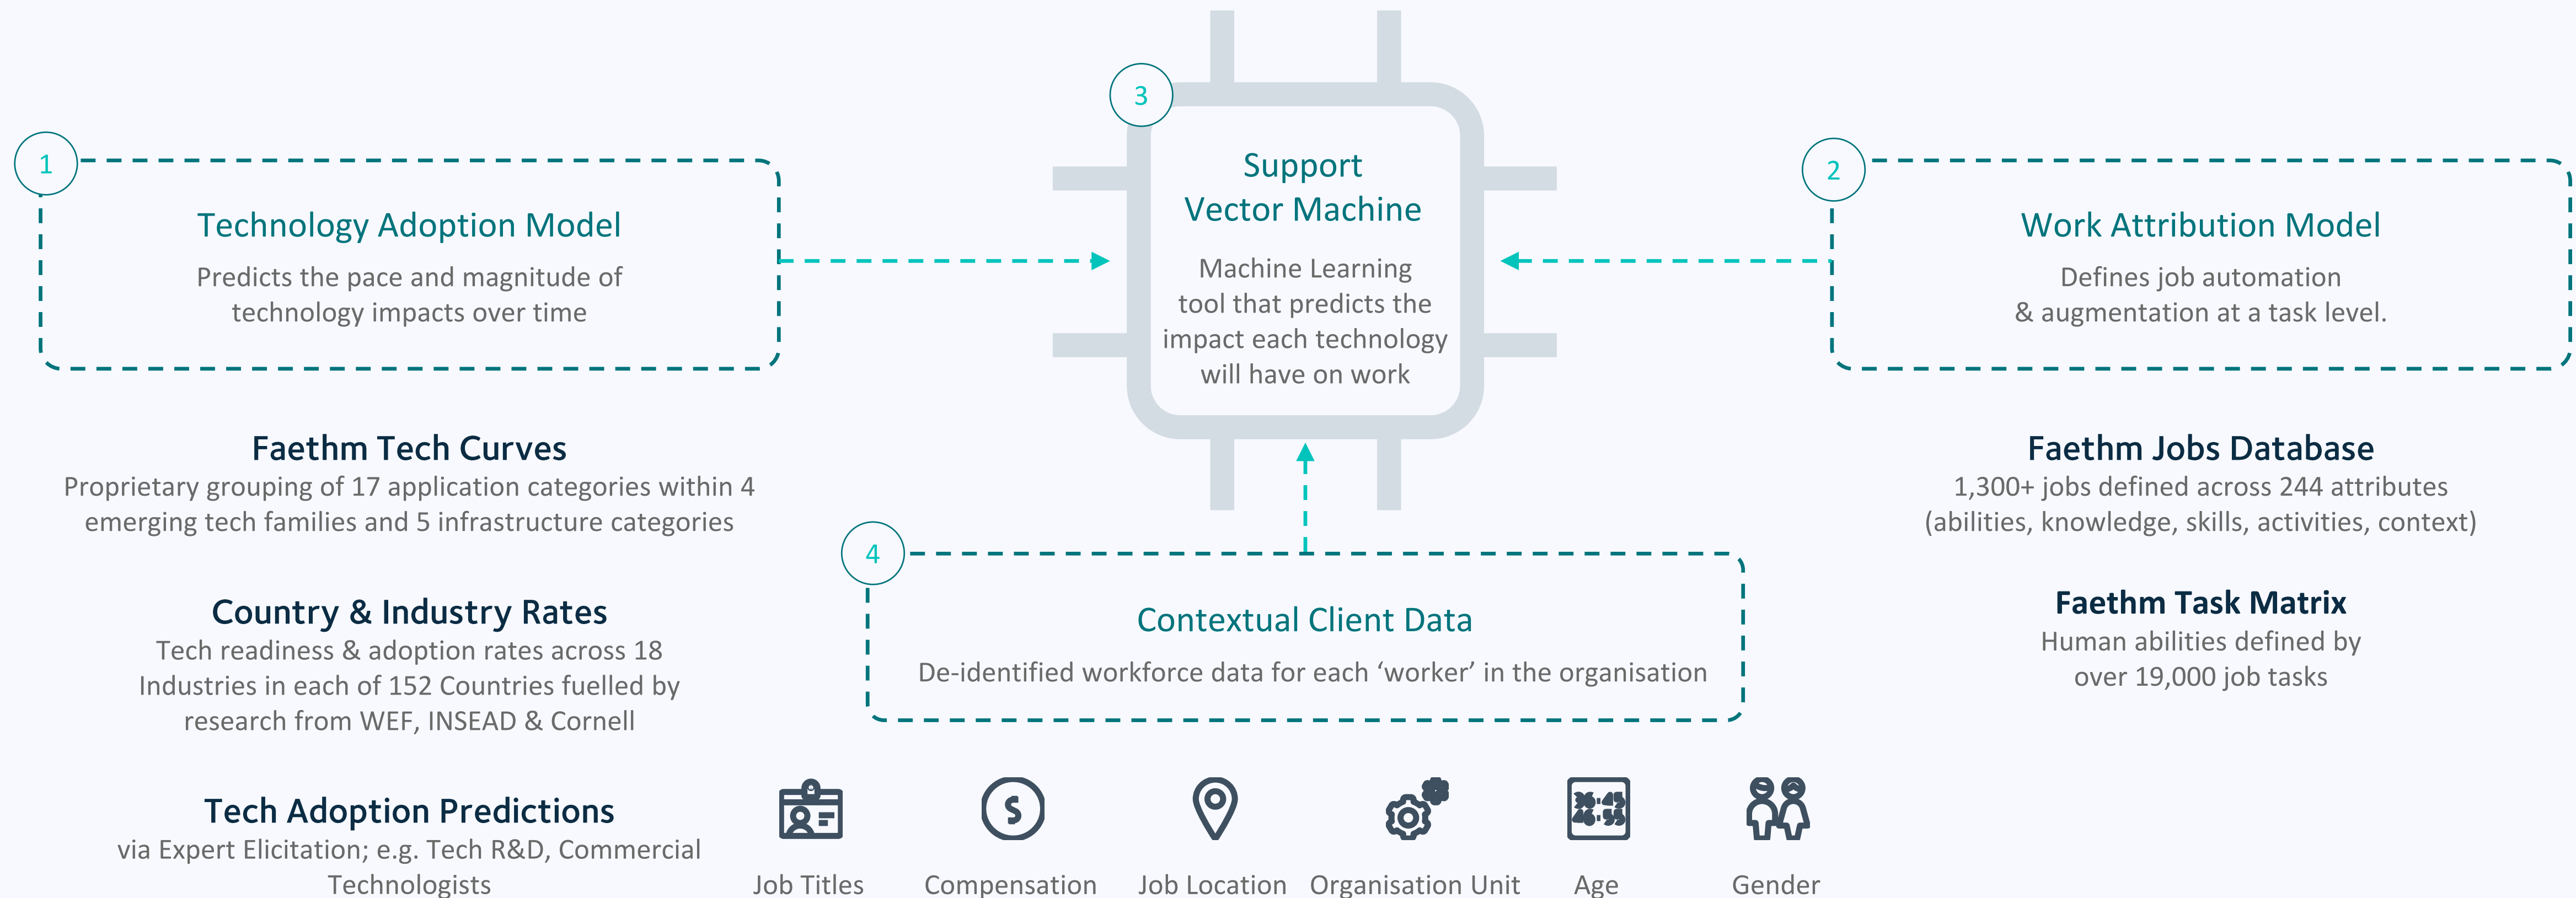 1
Technology Adoption Model
Predicts the pace and magnitude of
technology impacts over time
Faethm Tech Curves
Proprietary grouping of 17 application categories within 4
emerging tech families and 5 infrastructure categories
Country & Industry Rates
Tech readiness & adoption rates across 18
Industries in each of 152 Countries fuelled by
research from WEF, INSEAD & Cornell
Tech Adoption Predictions
via Expert Elicitation; e.g. Tech R&D, Commercial
Technologists
3
Support
Vector Machine
Machine Learning
tool that predicts the
impact each technology
will have on work
2
Work Attribution Model
Defines job automation
& augmentation at a task level.
Faethm Jobs Database
1,300+ jobs defined across 244 attributes
(abilities, knowledge, skills, activities, context)
Faethm Task Matrix
Human abilities defined by
over 19,000 job tasks
4
Contextual Client Data
De-identified workforce data for each ‘worker’ in the organisation
$
36-45
46-55
Job Titles
Compensation
Job Location
Organisation Unit
Age
Gender